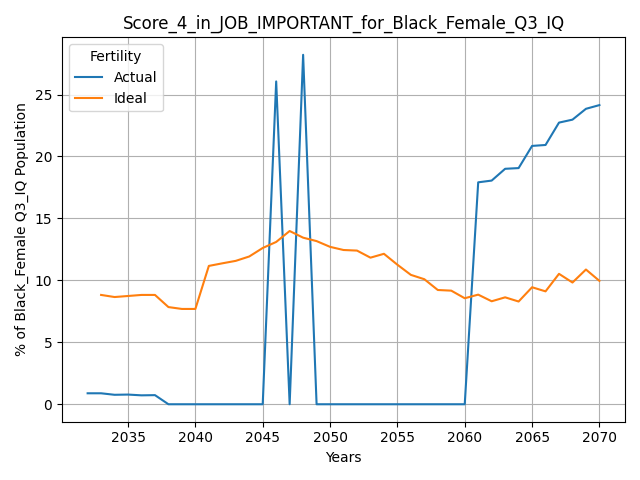 Score_4_in_JOB_IMPORTANT_for_Black_Female_Q3_IQ
Fertility
Actual
Ideal
% of Black_Female Q3_IQ Population
25
20
15
10
5
0
2035 2040 2045 2050 2055 2060 2065 2070
Years